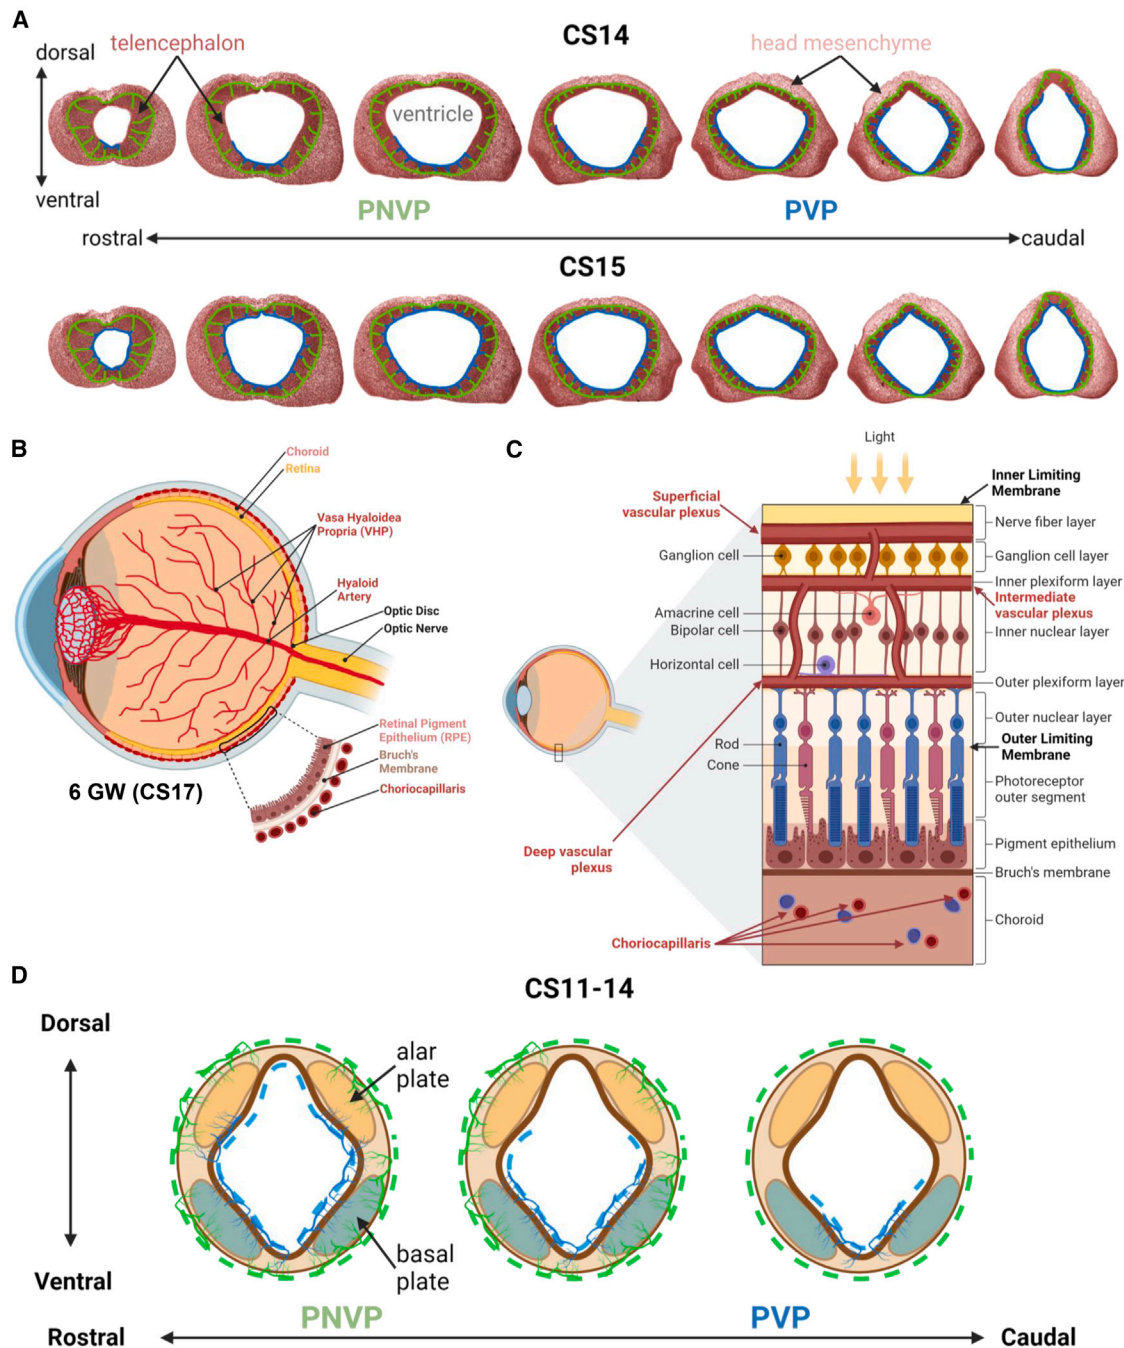 A
CS14
telencephalon
head mesenchyme
dorsal
ventricle
ventral
PNVP
PVP
rostral
caudal
CS15
B
Choroid
Retina
Vasa Hyaloidea
Propria (VHP)
Hyaloid
Artery
Optic Disc
Optic Nerve
Retinal Pigment
Epithelium (RPE)
Bruch's
Membrane
Choriocapillaris
6 GW (CS17)
C
Light
Inner Limiting
Membrane
Superficial
vascular plexus
Nerve fiber layer
Ganglion cell
Ganglion cell layer
Inner plexiform layer
Intermediate
vascular plexus
Amacrine cell
Bipolar cell
Inner nuclear layer
Horizontal cell
Outer plexiform layer
Outer nuclear layer
Outer Limiting
Membrane
Rod
Cone
Photoreceptor
outer segment
Deep vascular
plexus
Pigment epithelium
Bruch's membrane
Choroid
Choriocapillaris
D
CS11-14
Dorsal
alar
plate
basal
plate
Ventral
PNVP
PVP
Rostral
Caudal